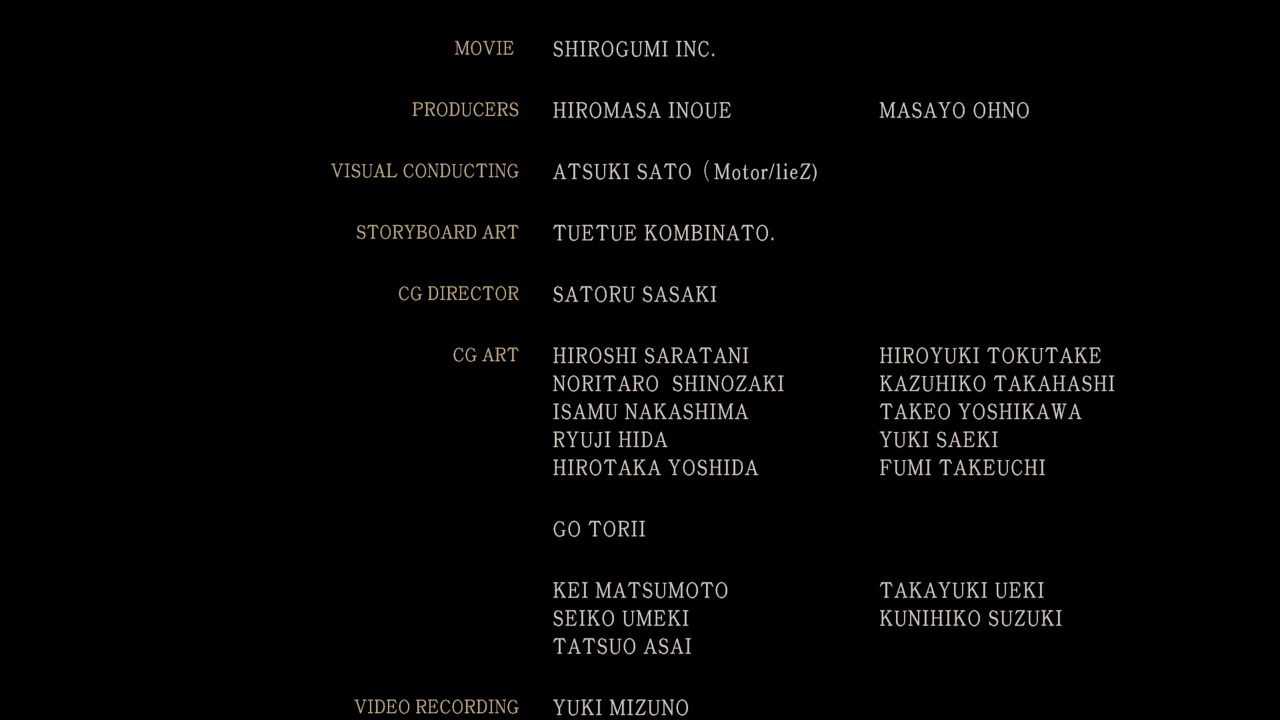 MOVIE SHIROGUMI INC.
PRODUCERS HIROMASA INOUE MASAYO OHNO
VISUAL CONDUCTING ATSUKI SATO (Motor/lieZ)
STORYBOARD ART TUETUE KOMBINATO.
CG DIRECTOR SATORU SASAKI
CG ART HIROSHI SARATANI HIROYUKI TOKUTAKE
NORITARO SHINOZAKI KAZUHIKO TAKAHASHI
ISAMU NAKASHIMA TAKEO YOSHIKAWA
RYUJI HIDA YUKI SAEKI
HIROTAKA YOSHIDA FUMI TAKEUCHI
GO TORII
KEI MATSUMOTO TAKAYUKI UEKI
SEIKO UMEKI KUNIHIKO SUZUKI
TATSUO ASAI
VIDEO RECORDING YUKI MIZUNO